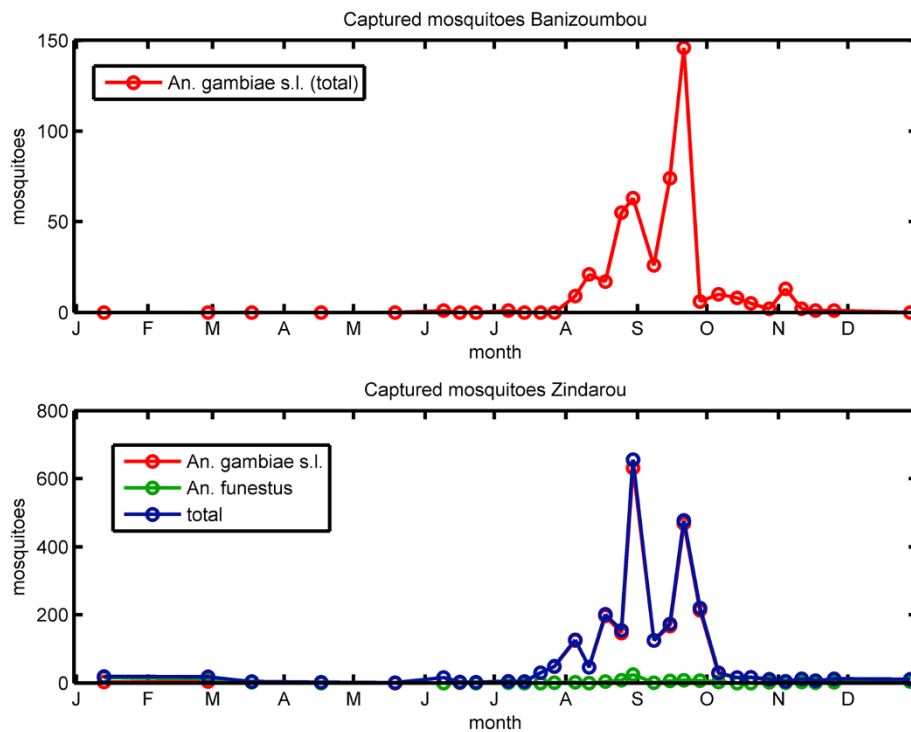 Captured mosquitoes Banizoumbou
150
100
50
0
mosquitoes
An. gambiae s.l. (total)
J F M A M J J A S O N D
month
Captured mosquitoes Zindarou
800
600
400
200
0
mosquitoes
An. gambiae s.l.
An. funestus
total
J F M A M J J A S O N D
month